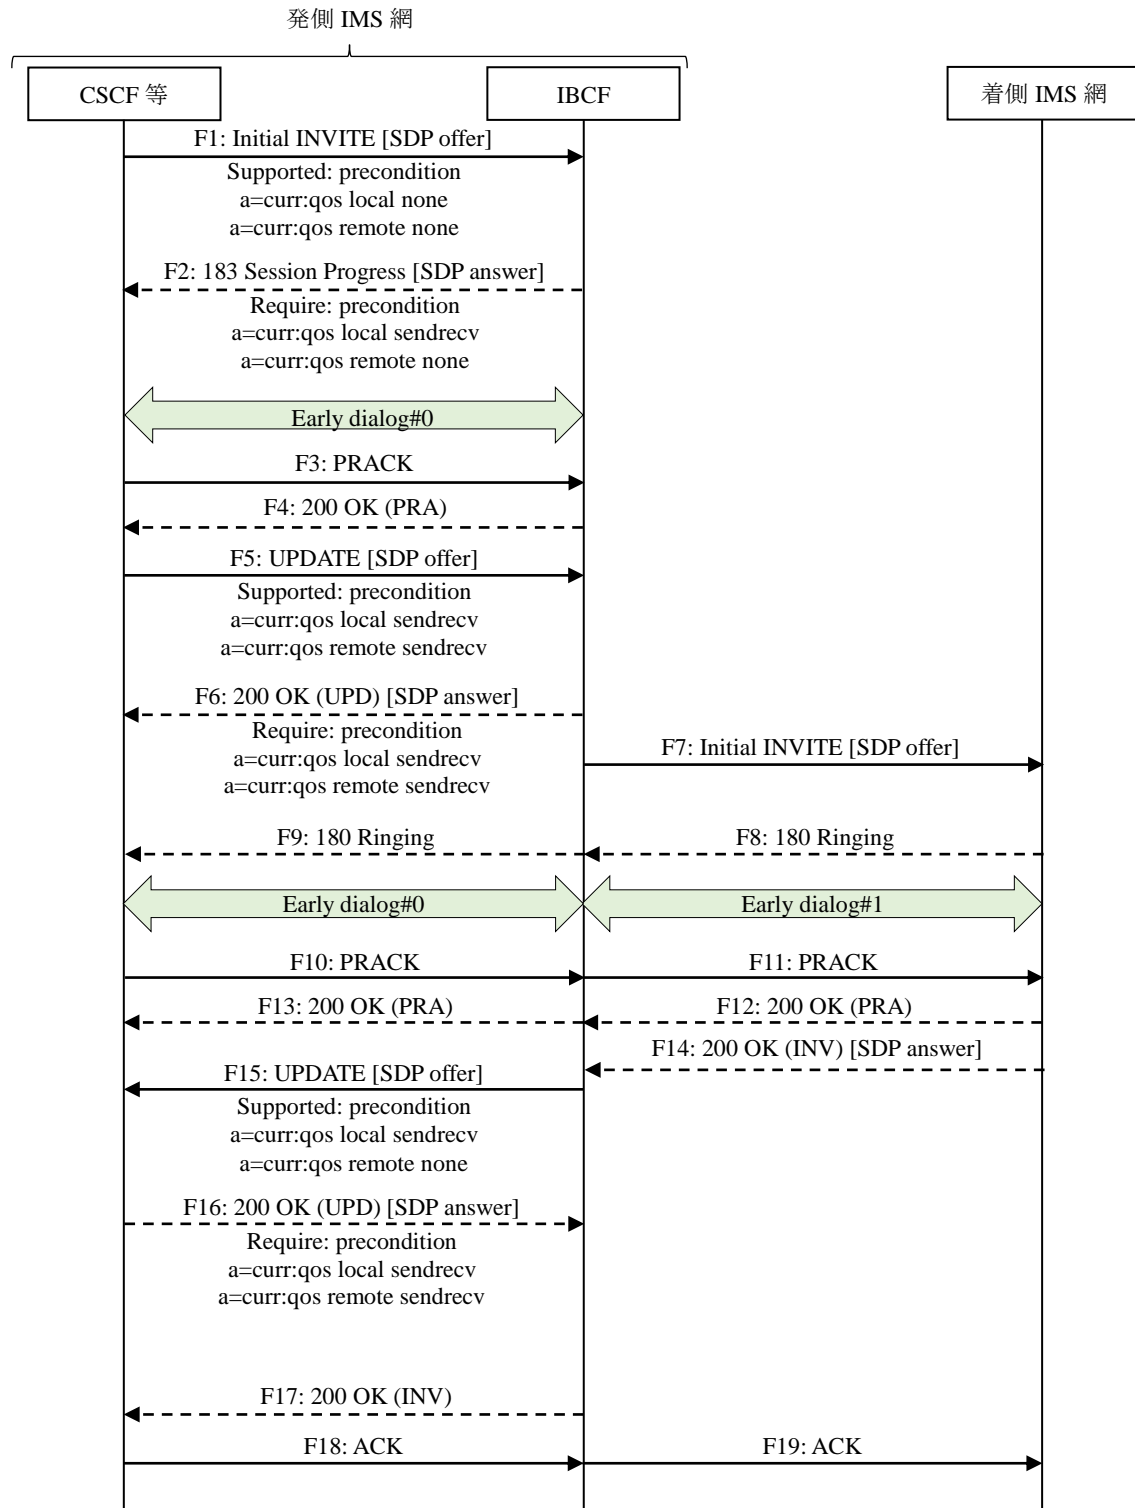 発側 IMS 網
CSCF 等
IBCF
着側 IMS 網
F1: Initial INVITE [SDP offer]
Supported: precondition
a=curr:qos local none
a=curr:qos remote none
F2: 183 Session Progress [SDP answer]
Require: precondition
a=curr:qos local sendrecv
a=curr:qos remote none
Early dialog#0
F3: PRACK
F4: 200 OK (PRA)
F5: UPDATE [SDP offer]
Supported: precondition
a=curr:qos local sendrecv
a=curr:qos remote sendrecv
F6: 200 OK (UPD) [SDP answer]
Require: precondition
a=curr:qos local sendrecv
a=curr:qos remote sendrecv
F7: Initial INVITE [SDP offer]
F9: 180 Ringing
F8: 180 Ringing
Early dialog#0
Early dialog#1
F10: PRACK
F11: PRACK
F13: 200 OK (PRA)
F12: 200 OK (PRA)
F14: 200 OK (INV) [SDP answer]
F15: UPDATE [SDP offer]
Supported: precondition
a=curr:qos local sendrecv
a=curr:qos remote none
F16: 200 OK (UPD) [SDP answer]
Require: precondition
a=curr:qos local sendrecv
a=curr:qos remote sendrecv
F17: 200 OK (INV)
F18: ACK
F19: ACK